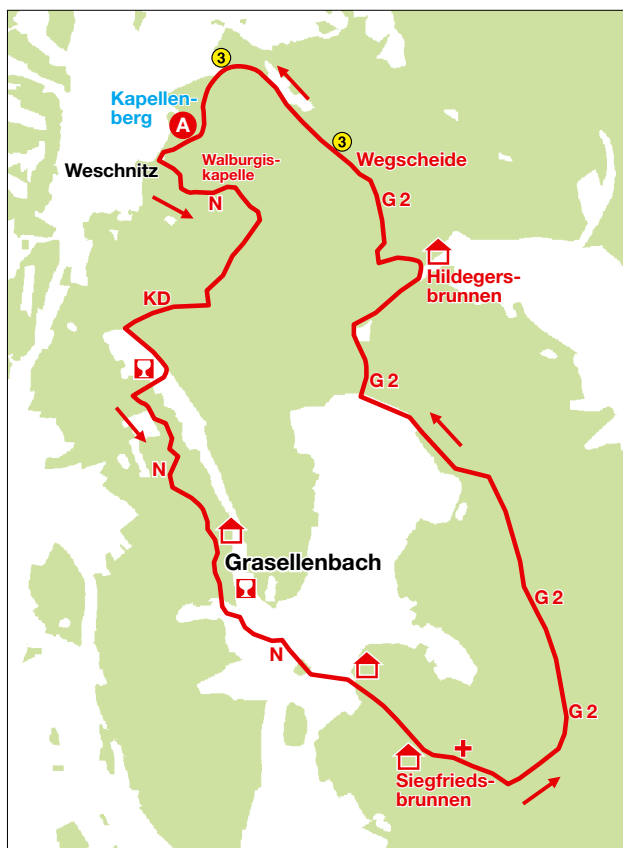 3
Kapellen-
berg
A
3
Wegscheide
Weschnitz
Walburgis-
kapelle
N
G 2
Hildegers-
brunnen
KD
G 2
N
Grasellenbach
G 2
N
G 2
Siegfrieds-
brunnen